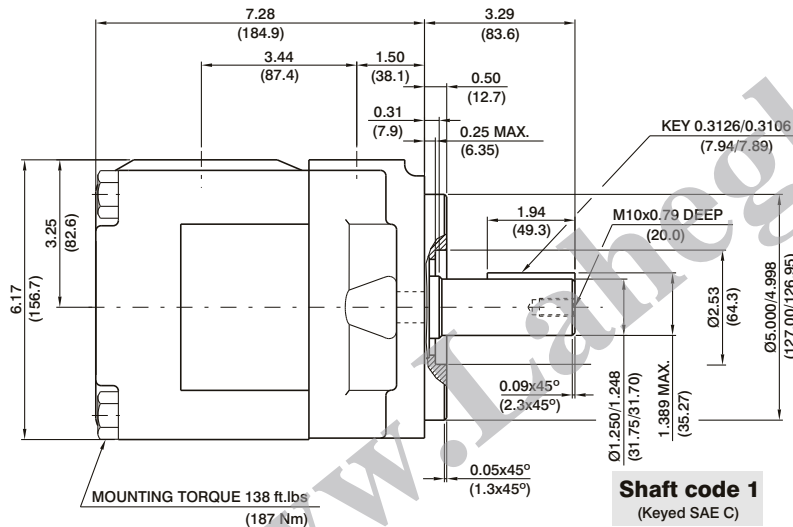 7.28
(184.9)
3.29
(83.6)
3.44
(87.4)
1.50
(38.1)
0.50
(12.7)
0.31
(7.9)
0.25 MAX.
(6.35)
KEY 0.3126/0.3106
(7.94/7.89)
1.94
(49.3)
M10x0.79 DEEP
(20.0)
3.25
(82.6)
6.17
(156.7)
Ø2.53
(64.3)
Ø5.000/4.998
(127.00/126.95)
0.09x45º
(2.3x45º)
Ø1.250/1.248
(31.75/31.70)
1.389 MAX.
(35.27)
0.05x45º
(1.3x45º)
MOUNTING TORQUE 138 ft.lbs
(187 Nm)
Shaft code 1
(Keyed SAE C)